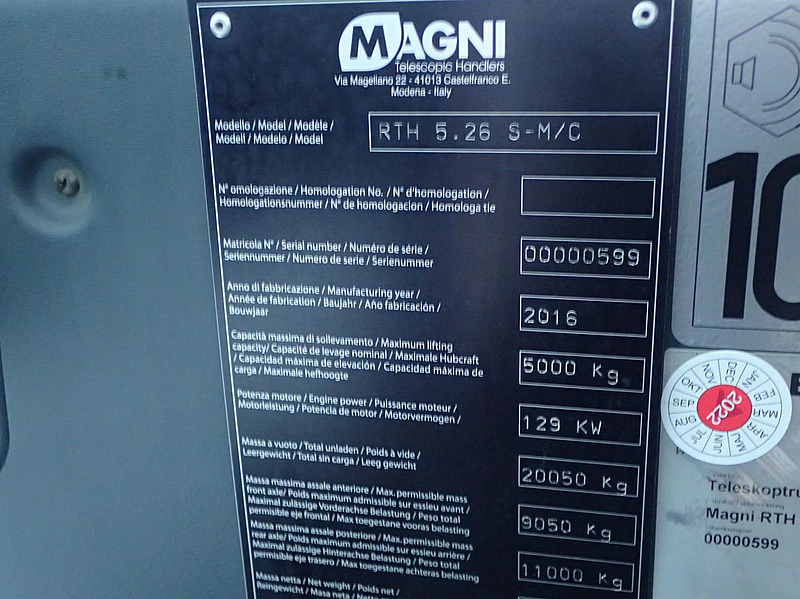 MAGNI
Telescopic Handlers
Via Magellano 22 - 41013 Castelfranco E.
Modena - Italy
Modello / Model / Modèle /
Modell / Modelo / Model
RTH 5.26 S-M/C
N° omologazione / Homologation No. / N° d'homologation /
Homologationsnummer / N° de homologacion / Homologa tie
Matricola N° / Serial number / Numéro de série /
Seriennummer / Numero de serie / Serienummer
00000599
Anno di fabbricazione / Manufacturing year /
Année de fabrication / Baujahr / Año fabricación /
Bouwjaar
2016
Capacità massima di sollevamento / Maximum lifting
capacity/ Capacité de levage nominal / Maximale Hubcraft
/ Capacidad máxima de elevación / Capacidad máxima de
carga / Maximale hefhoogte
5000 Kg
Potenza motore / Engine power / Puissance moteur /
Motorleistung / Potencia de motor / Motorvermogen /
129 KW
Massa a vuoto / Total unladen / Poids à vide /
Leergewicht / Total sin carga / Leeg gewicht
20050 Kg
Massa massima assale anteriore / Max. permissible mass
front axle/ Poids maximum admissible sur essieu avant /
Maximal zulässige Vorderachse Belastung / Peso total
permisible eje frontal / Max toegestane vooras belasting
9050 Kg
Massa massima assale posteriore / Max. permissible mass
rear axle/ Poids maximum admissible sur essieu arrière /
Maximal zulässige Hinterachse Belastung / Peso total
permisible eje trasero / Max toegestane achteras belasting
11000 Kg
Massa netta / Net weight / Poids net /
Reingewicht / Masa neta /
10
2022
JAN
FEB
MAR
APR
MAJ
JUN
JUL
AUG
SEP
OKT
NOV
DEC
Teleskoptru
Magni RTH
00000599